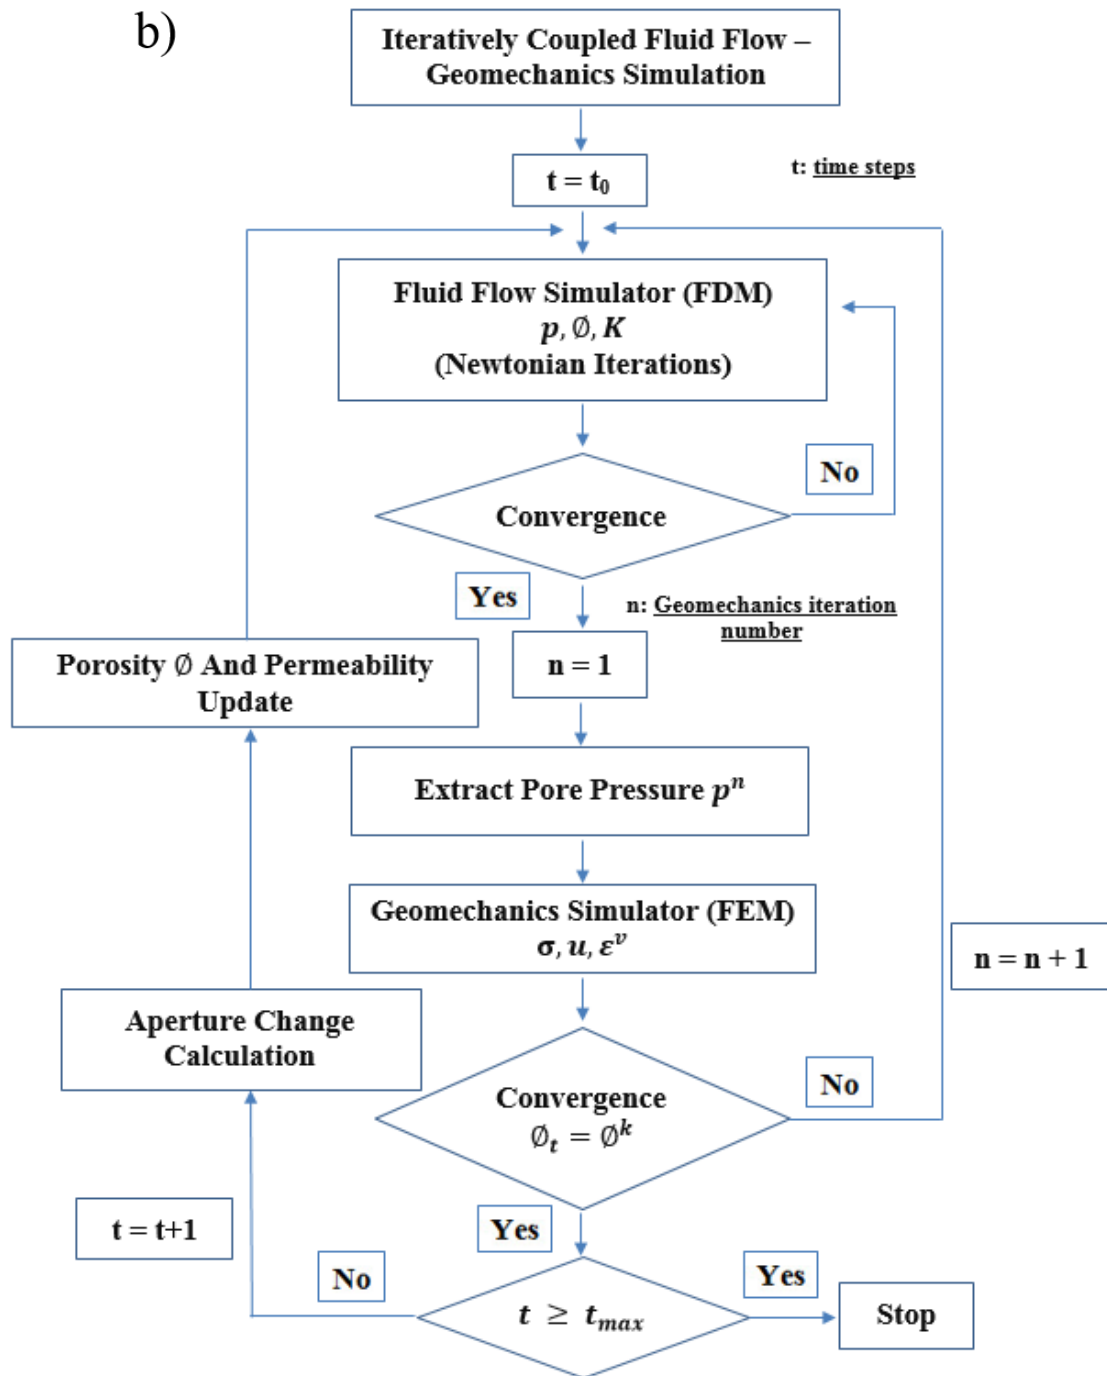 b)
Iteratively Coupled Fluid Flow –
Geomechanics Simulation
t = t₀
t: time steps
Fluid Flow Simulator (FDM)
p, ∅, K
(Newtonian Iterations)
No
Convergence
Yes
n: Geomechanics iteration
number
n = 1
Porosity ∅ And Permeability
Update
Extract Pore Pressure pⁿ
Geomechanics Simulator (FEM)
σ, u, εᵛ
n = n + 1
Aperture Change
Calculation
No
Convergence
∅ₜ = ∅ᵏ
t = t+1
Yes
No
Yes
t ≥ tₘₐₓ
Stop